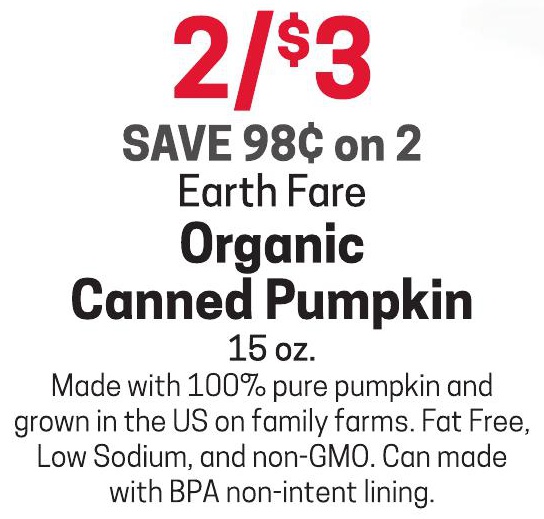 2/$3
SAVE 98¢ on 2
Earth Fare
Organic
Canned Pumpkin
15 oz.
Made with 100% pure pumpkin and
grown in the US on family farms. Fat Free,
Low Sodium, and non-GMO. Can made
with BPA non-intent lining.